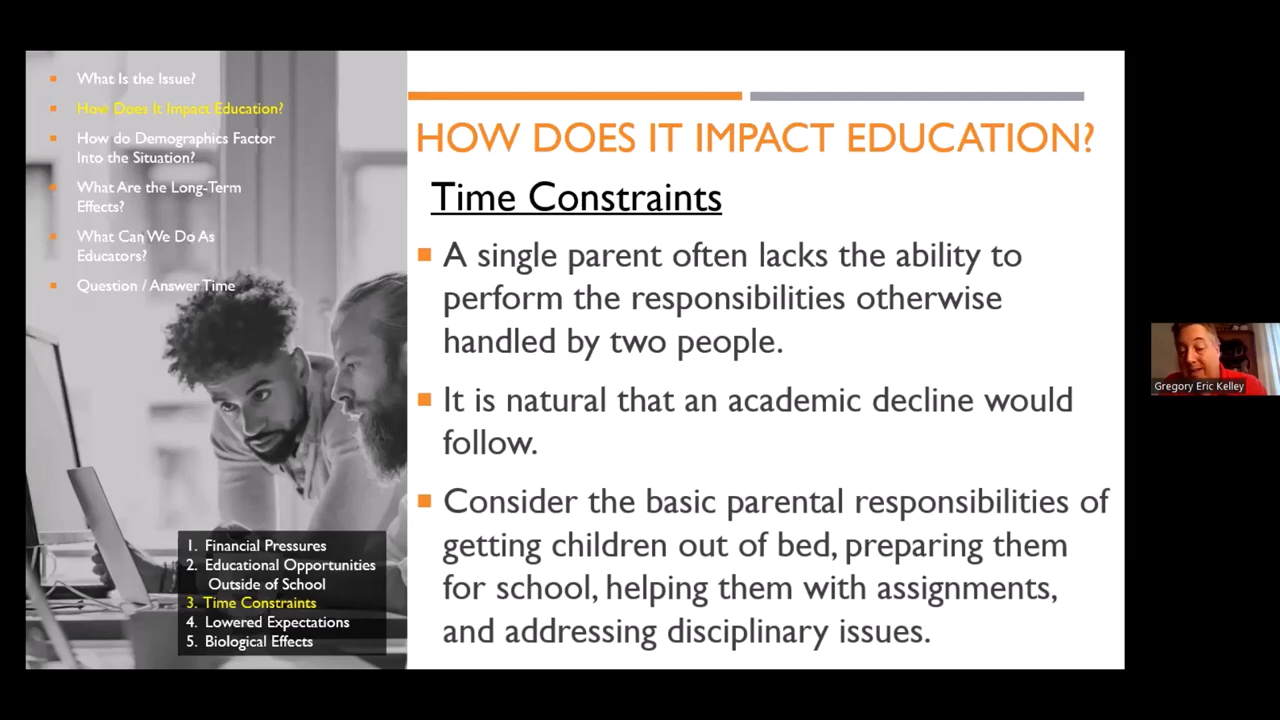 What Is the Issue?
How Does It Impact Education?
How do Demographics Factor
Into the Situation?
What Are the Long-Term
Effects?
What Can We Do As
Educators?
Question / Answer Time
1. Financial Pressures
2. Educational Opportunities
Outside of School
3. Time Constraints
4. Lowered Expectations
5. Biological Effects
HOW DOES IT IMPACT EDUCATION?
Time Constraints
A single parent often lacks the ability to
perform the responsibilities otherwise
handled by two people.
It is natural that an academic decline would
follow.
Consider the basic parental responsibilities of
getting children out of bed, preparing them
for school, helping them with assignments,
and addressing disciplinary issues.
Gregory Eric Kelley